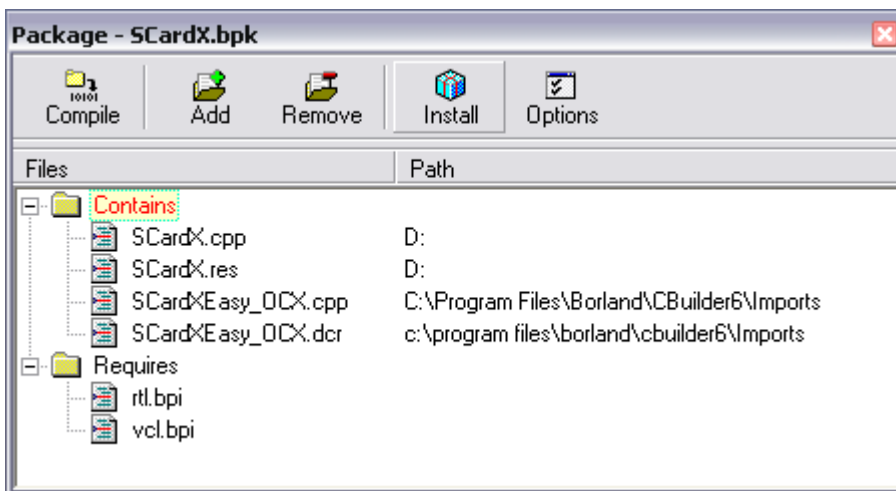 Package - SCardX.bpk
Compile Add Remove Install Options
Files Path
Contains
SCardX.cpp D:
SCardX.res D:
SCardXEasy_OCX.cpp C:\Program Files\Borland\CBuilder6\Imports
SCardXEasy_OCX.dcr c:\program files\borland\cbuilder6\Imports
Requires
rtl.bpi
vcl.bpi